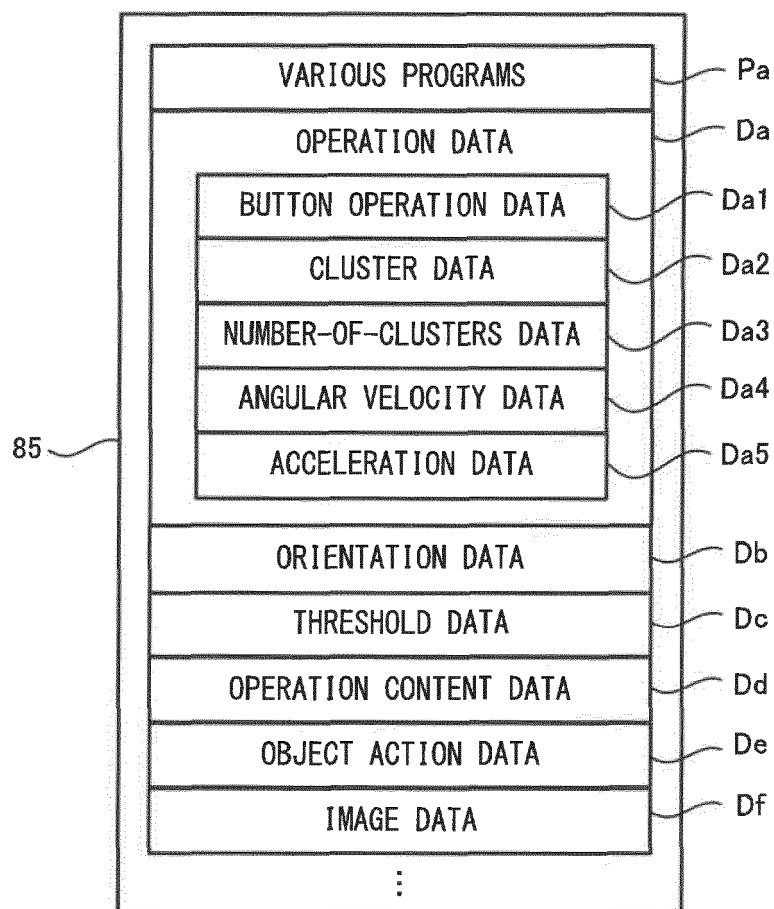 VARIOUS PROGRAMS Pa
OPERATION DATA Da
BUTTON OPERATION DATA Da1
CLUSTER DATA Da2
NUMBER-OF-CLUSTERS DATA Da3
ANGULAR VELOCITY DATA Da4
85 ACCELERATION DATA Da5
ORIENTATION DATA Db
THRESHOLD DATA Dc
OPERATION CONTENT DATA Dd
OBJECT ACTION DATA De
IMAGE DATA Df
⋮